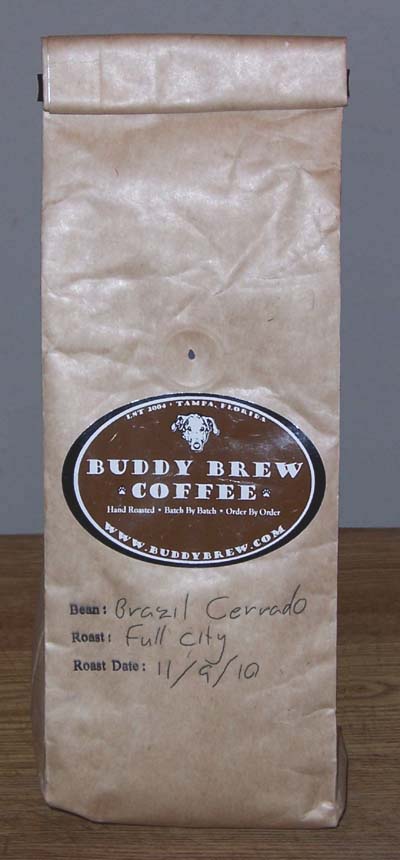 EST 2004 • TAMPA, FLORIDA
BUDDY BREW
COFFEE
Hand Roasted • Batch By Batch • Order By Order
WWW.BUDDYBREW.COM
Bean: Brazil Cerrado
Roast: Full City
Roast Date: 11/9/10